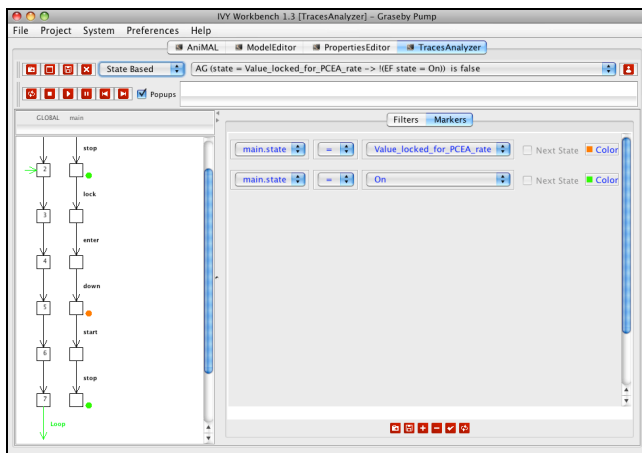 IVY Workbench 1.3 [TracesAnalyzer] – Graseby Pump
File Project System Preferences Help
AniMAL ModelEditor PropertiesEditor TracesAnalyzer
State Based AG (state = Value_locked_for_PCEA_rate -> !(EF state = On)) is false
Popups
GLOBAL main
Filters Markers
stop
main.state = Value_locked_for_PCEA_rate Next State Color
2
main.state = On Next State Color
lock
3
enter
4
down
5
start
6
stop
7
Loop